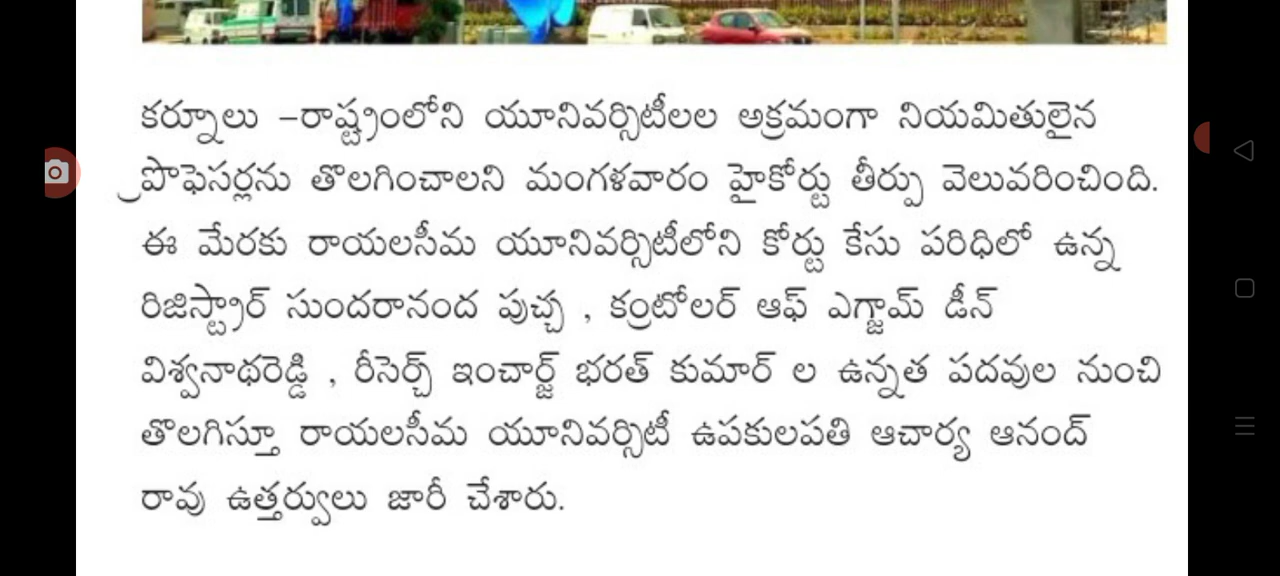 కర్నూలు –రాష్ట్రంలోని యూనివర్సిటీలల అక్రమంగా నియమితులైన
ప్రొఫెసర్లను తొలగించాలని మంగళవారం హైకోర్టు తీర్పు వెలువరించింది.
ఈ మేరకు రాయలసీమ యూనివర్సిటీలోని కోర్టు కేసు పరిధిలో ఉన్న
రిజిస్ట్రార్ సుందరానంద పుచ్చ , కంట్రోలర్ ఆఫ్ ఎగ్జామ్ డీన్
విశ్వనాథరెడ్డి , రీసెర్చ్ ఇంచార్జ్ భరత్ కుమార్ ల ఉన్నత పదవుల నుంచి
తొలగిస్తూ రాయలసీమ యూనివర్సిటీ ఉపకులపతి ఆచార్య ఆనంద్
రావు ఉత్తర్వులు జారీ చేశారు.